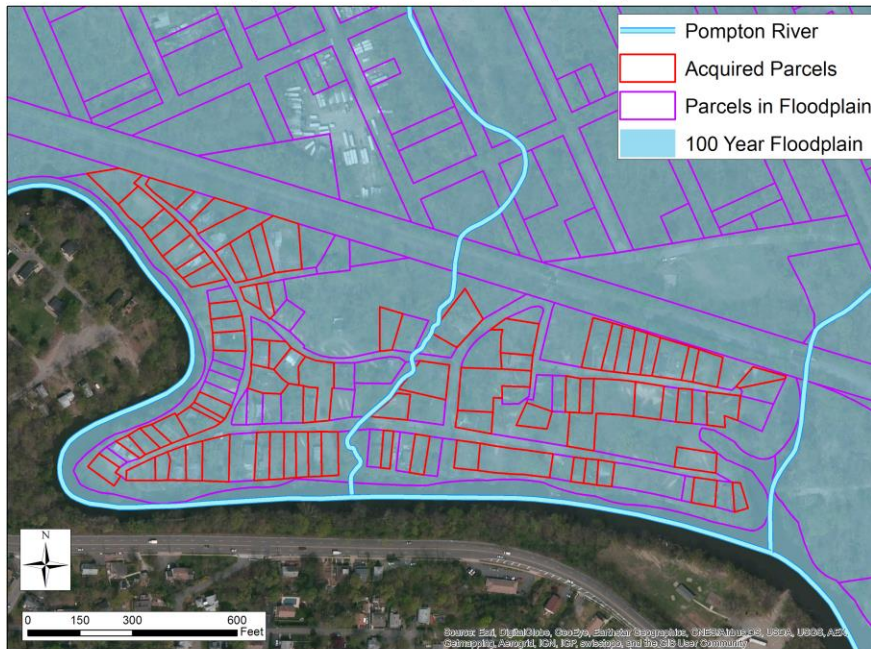 Pompton River
Acquired Parcels
Parcels in Floodplain
100 Year Floodplain
N
0 150 300 600
Feet
Source: Esri, DigitalGlobe, GeoEye, Earthstar Geographics, CNES/Airbus DS, USDA, USGS, AEX,
Getmapping, Aerogrid, IGN, IGP, swisstopo, and the GIS User Community